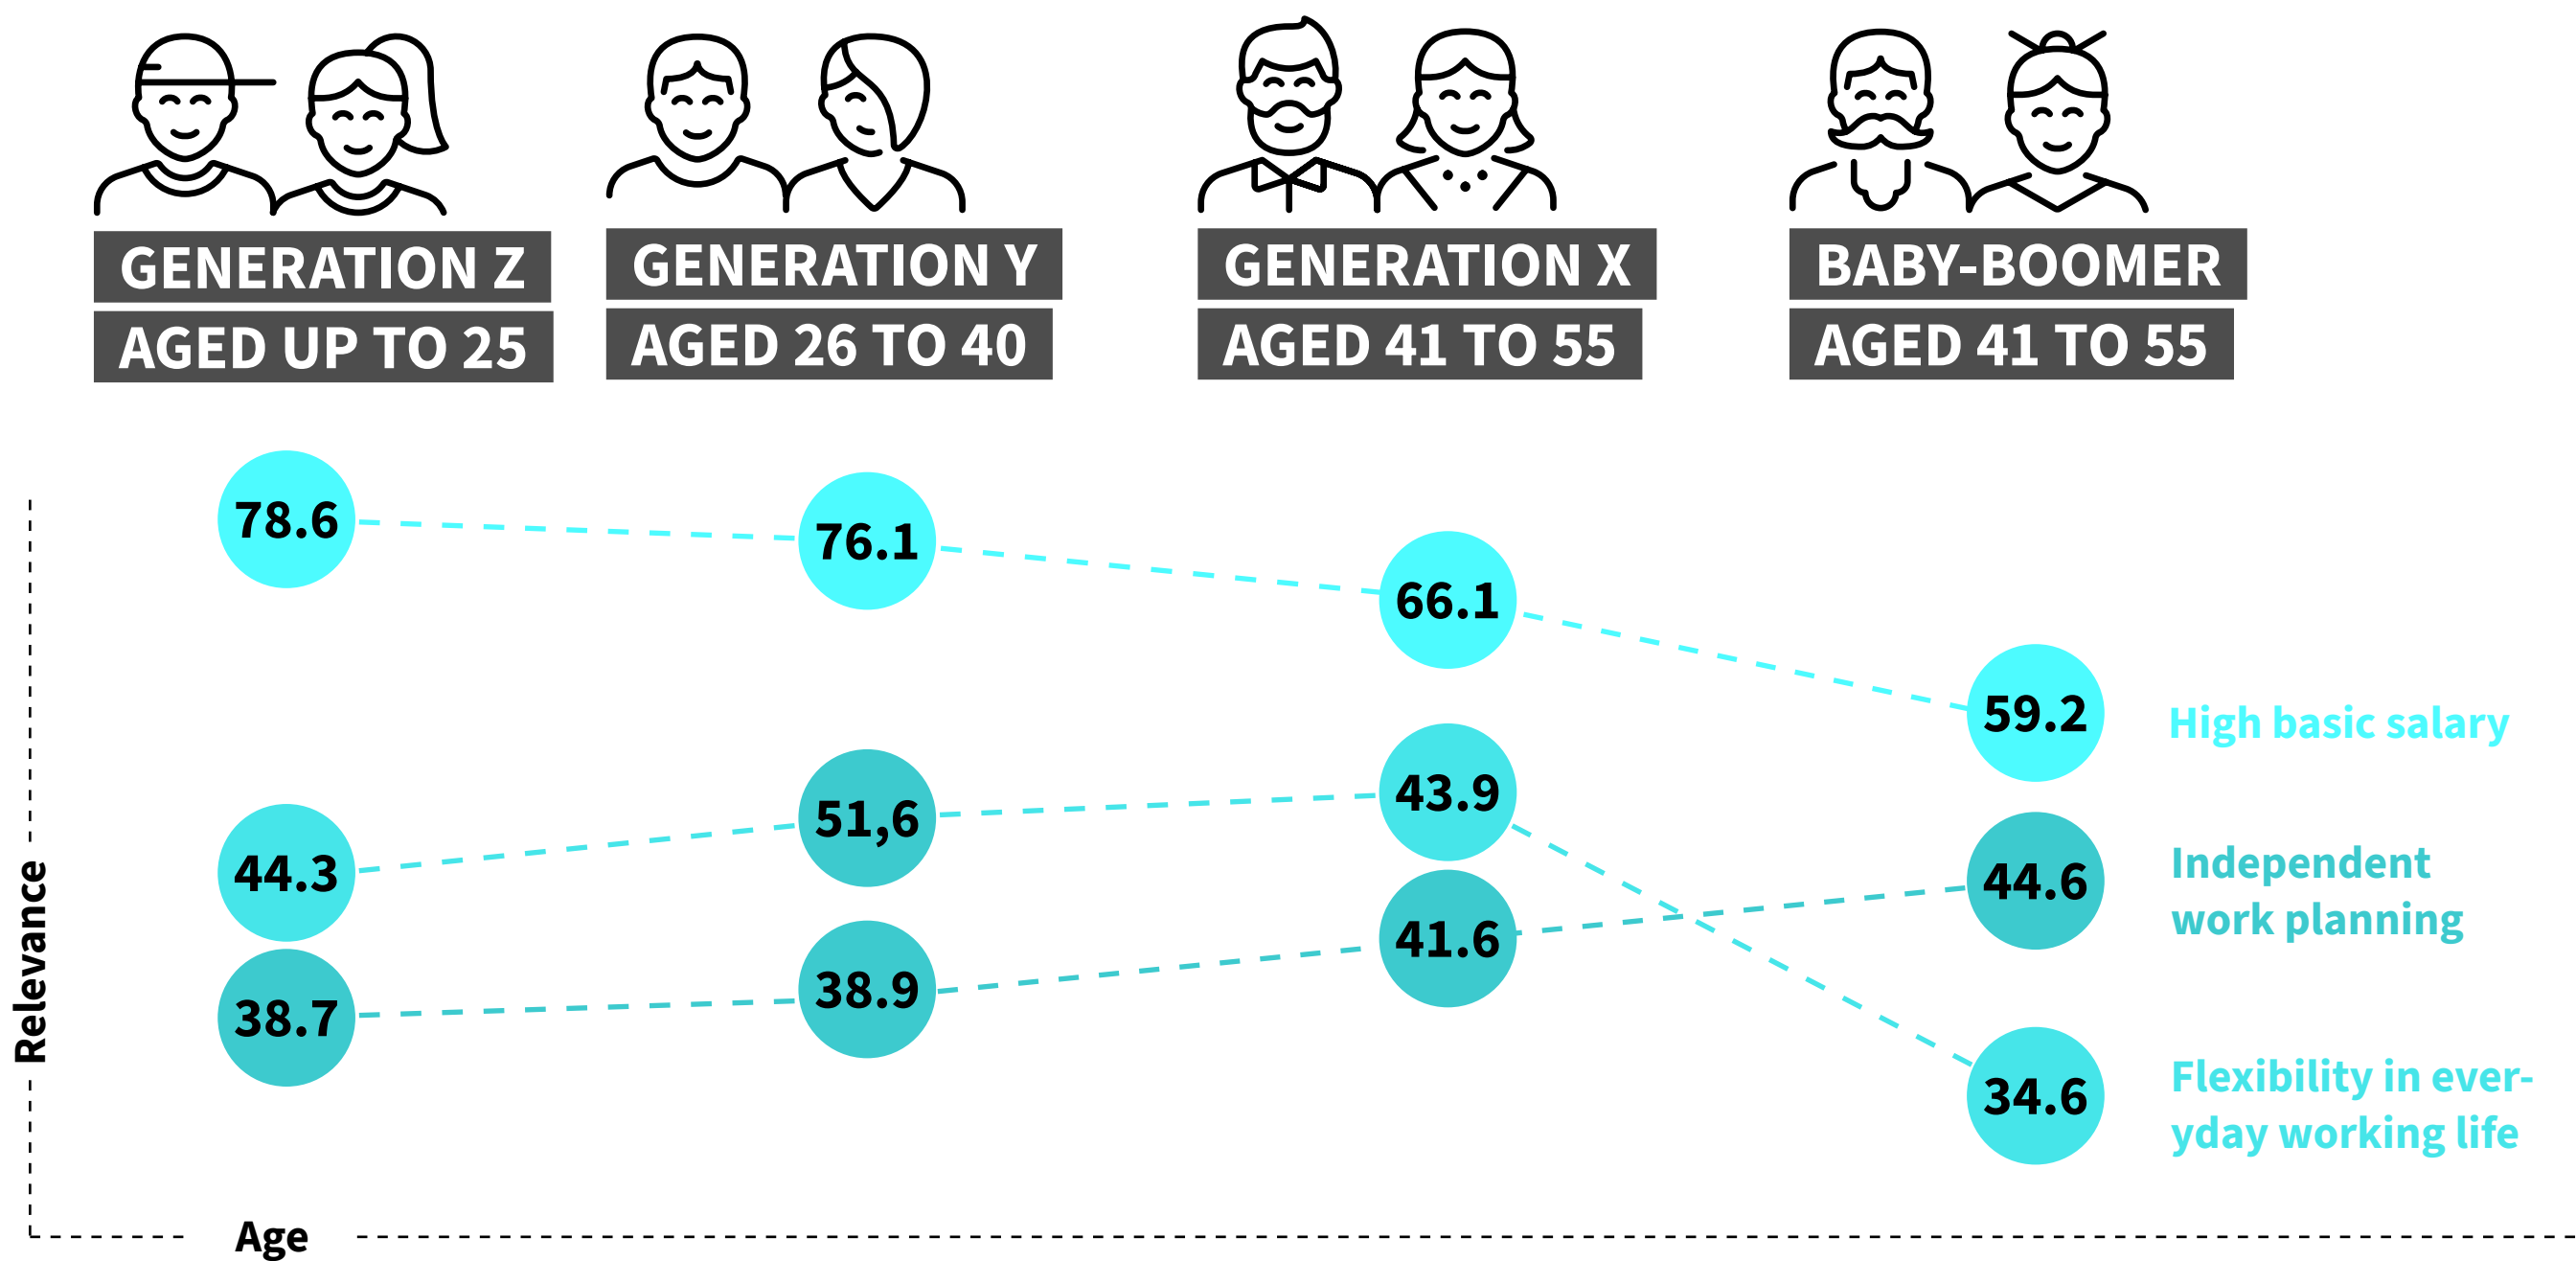 GENERATION Z
AGED UP TO 25
GENERATION Y
AGED 26 TO 40
GENERATION X
AGED 41 TO 55
BABY-BOOMER
AGED 41 TO 55
78.6
76.1
66.1
59.2
High basic salary
44.3
51,6
43.9
44.6
Independent
work planning
38.7
38.9
41.6
34.6
Flexibility in ever-
yday working life
Relevance
Age